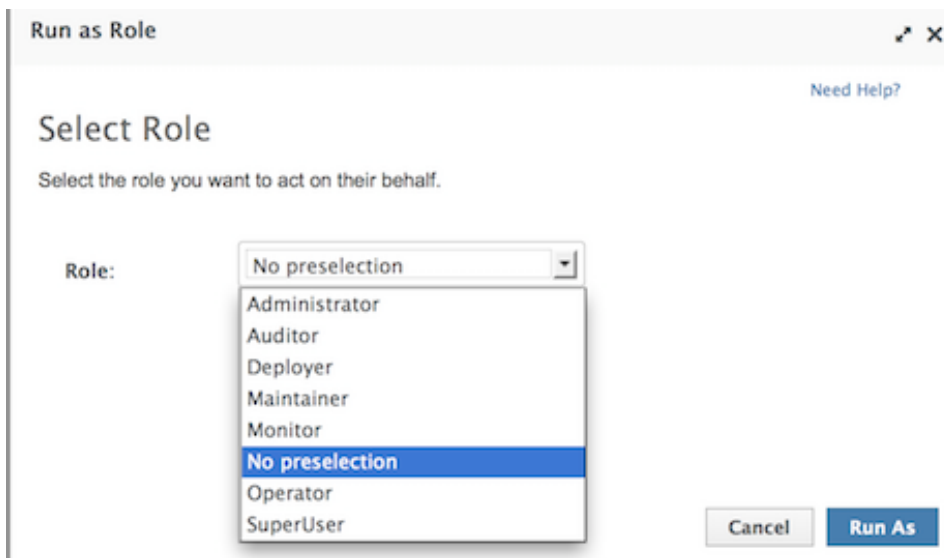 Run as Role
Need Help?
Select Role
Select the role you want to act on their behalf.
Role:
No preselection
Administrator
Auditor
Deployer
Maintainer
Monitor
No preselection
Operator
SuperUser
Cancel
Run As